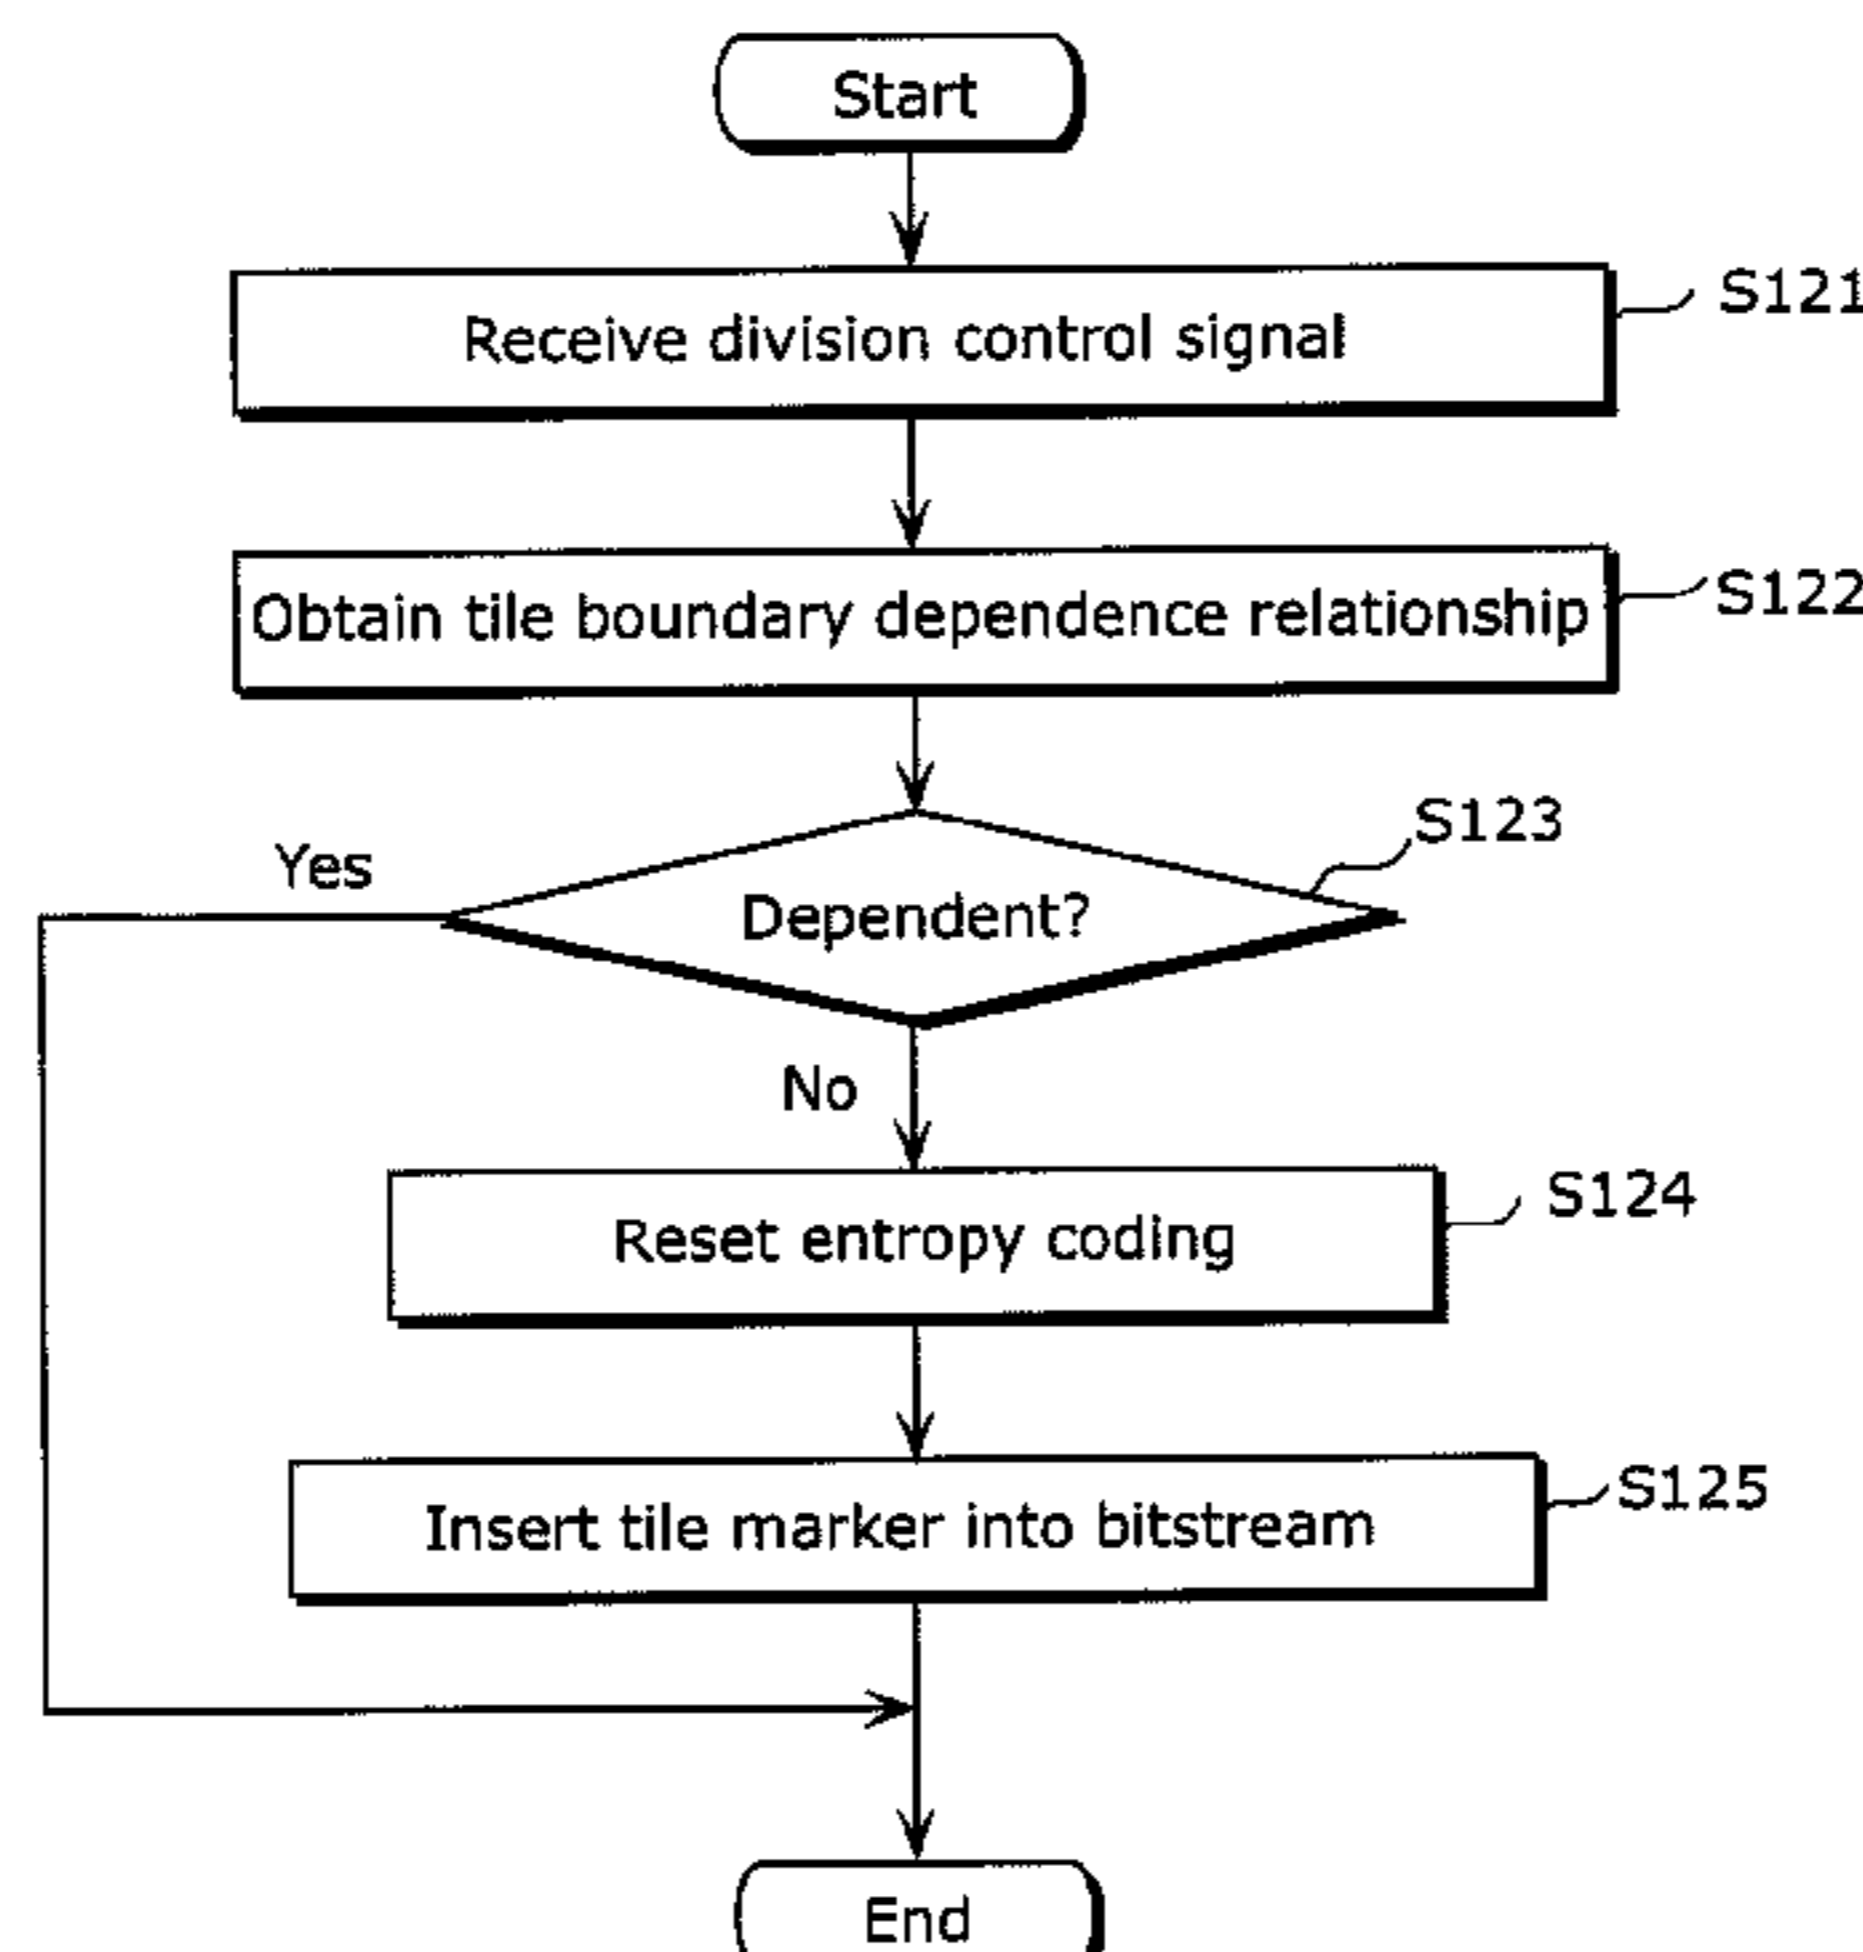 Start
Receive division control signal
S121
Obtain tile boundary dependence relationship
S122
S123
Yes
Dependent?
No
Reset entropy coding
S124
Insert tile marker into bitstream
S125
End